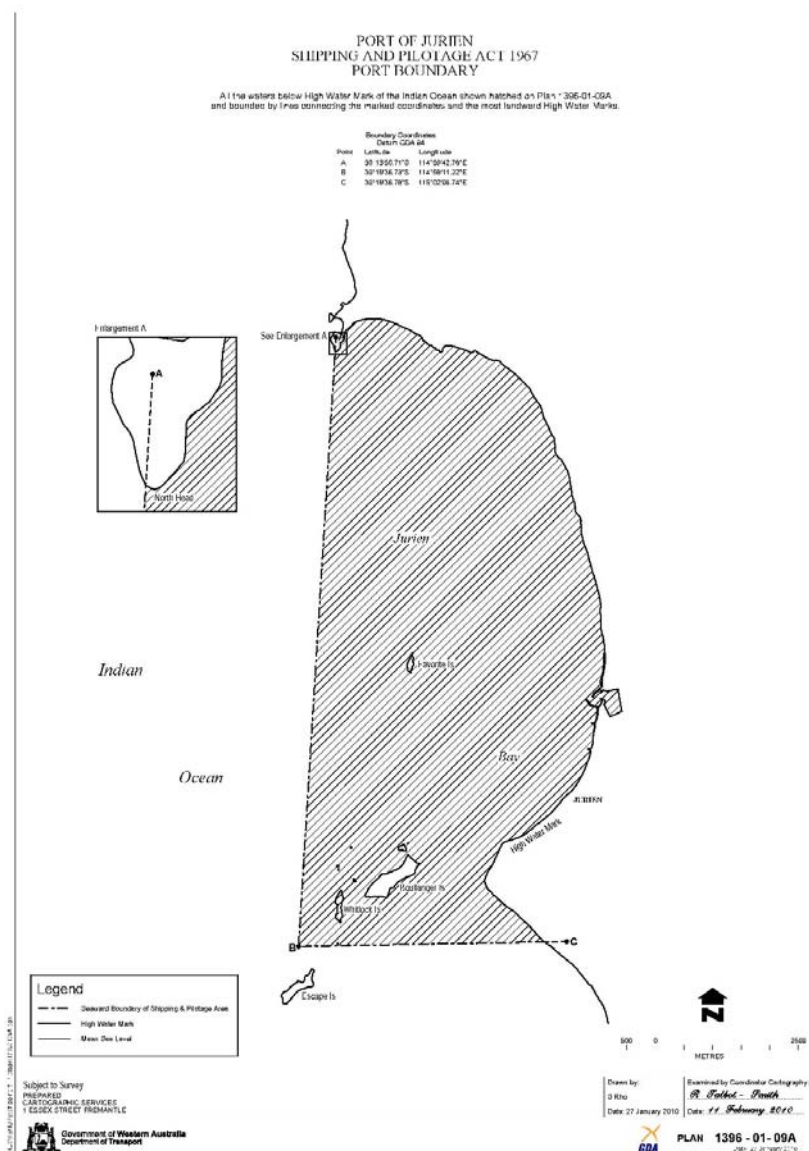 PORT OF JURIEN
SHIPPING AND PILOTAGE ACT 1967
PORT BOUNDARY
All the waters below High Water Mark of the Indian Ocean shown hatched on Plan 1396-01-09A
and bounded by lines connecting the marked coordinates and the most landward High Water Marks.
Boundary Coordinates
Datum GDA 94
Point Latitude Longitude
A
B
C
Enlargement A
See Enlargement A
A
North Head
Jurien
Indian
Favorite Is
Ocean
Bay
JURIEN
High Water Mark
Boullanger Is
Whitlock Is
B
C
Escape Is
Legend
Seaward Boundary of Shipping & Pilotage Area
High Water Mark
Mean Sea Level
N
500 0 2500
METRES
Subject to Survey
PREPARED
CARTOGRAPHIC SERVICES
1 ESSEX STREET FREMANTLE
Drawn by:
D Rho
Date: 27 January 2010
Examined by Coordinator Cartography
R. Talbot - Smith
Date: 11 February 2010
Government of Western Australia
Department of Transport
GDA
PLAN 1396 - 01 - 09A